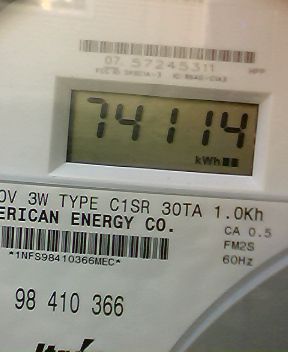 07. 57245311
74114
kWh
0V 3W TYPE C1SR 30TA 1.0Kh
ERICAN ENERGY CO.
CA 0.5
FM2S
60Hz
*1NFS98410366MEC*
98 410 366